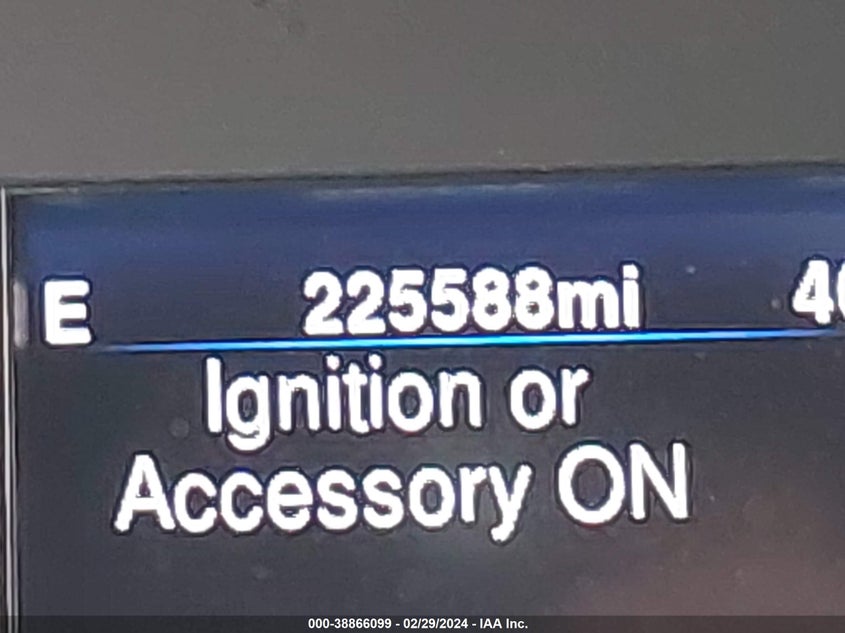 E 225588mi
Ignition or
Accessory ON
000-38866099 - 02/29/2024 - IAA Inc.